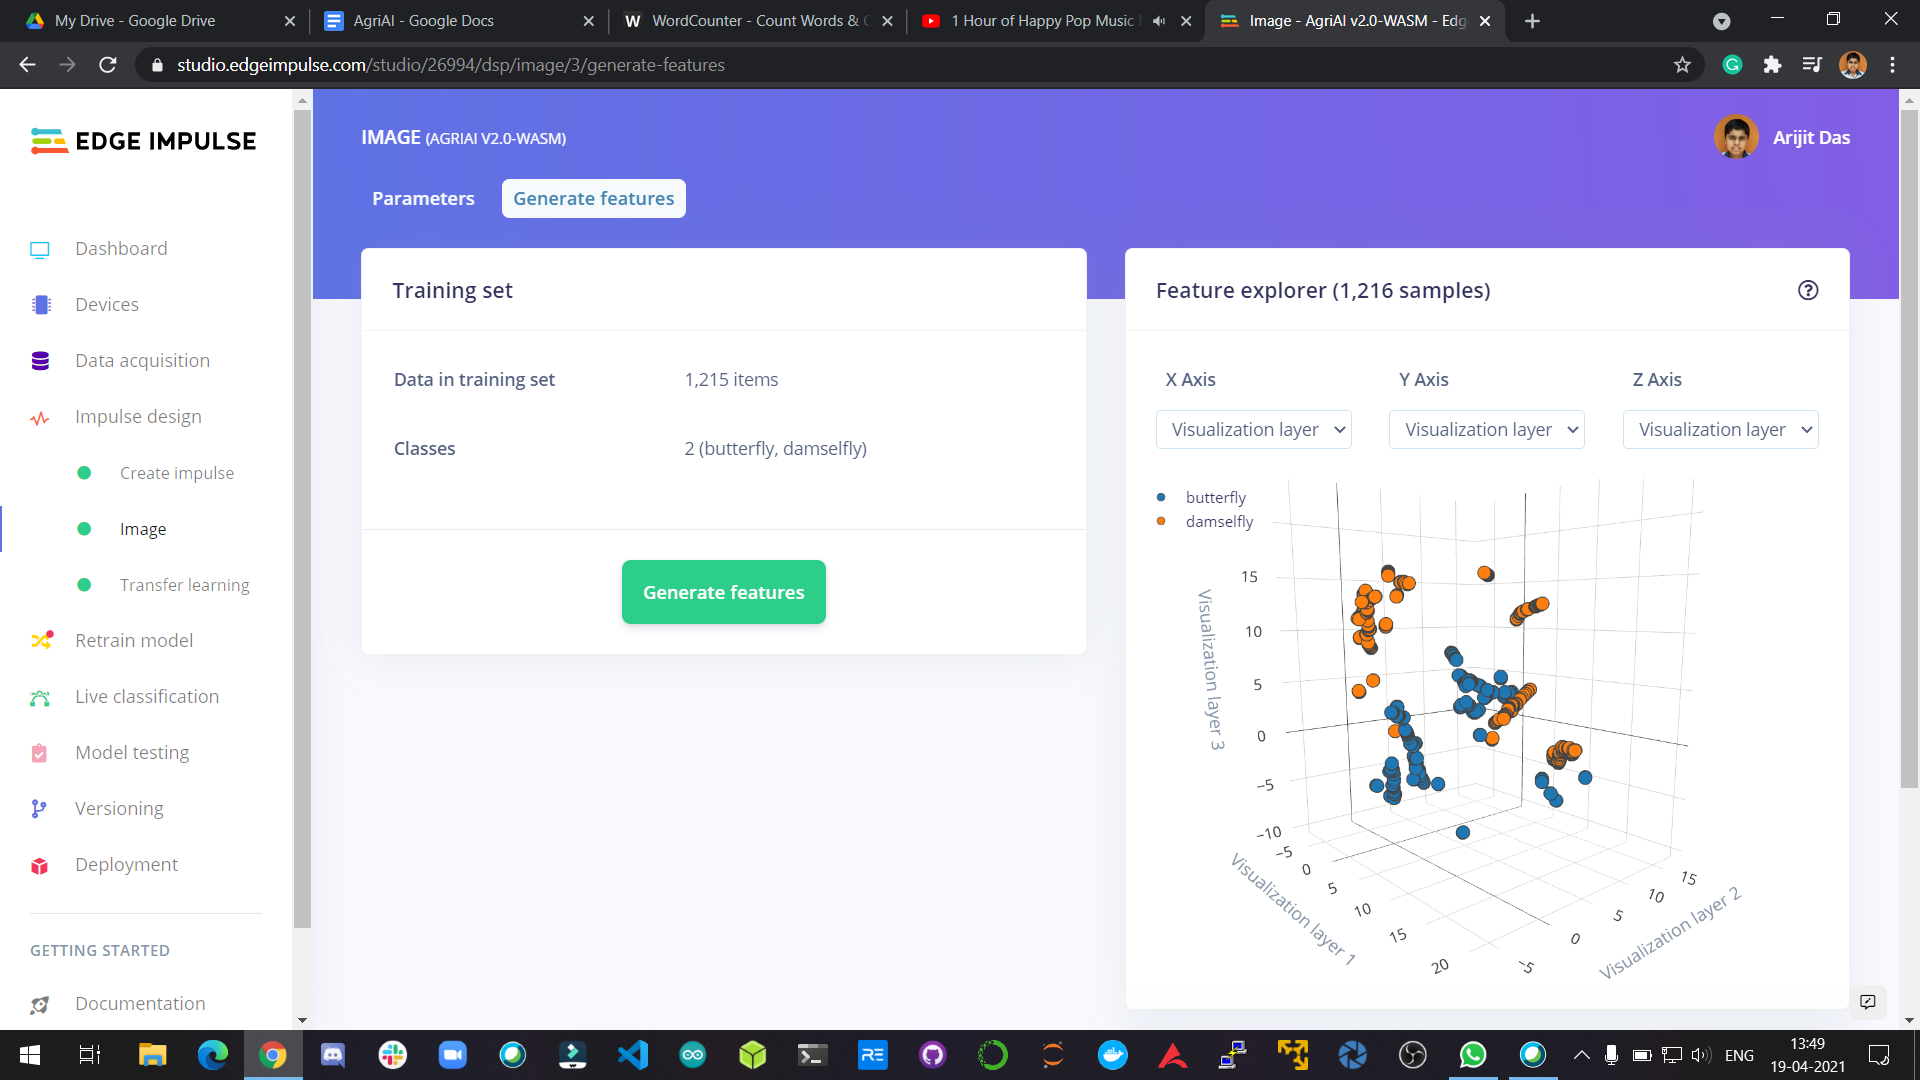 My Drive - Google Drive
AgriAI - Google Docs
WordCounter - Count Words & C
1 Hour of Happy Pop Music
Image - AgriAI v2.0-WASM - Edg
studio.edgeimpulse.com/studio/26994/dsp/image/3/generate-features
EDGE IMPULSE
IMAGE (AGRIAI V2.0-WASM)
Arijit Das
Parameters
Generate features
Dashboard
Devices
Data acquisition
Impulse design
Create impulse
Image
Transfer learning
Retrain model
Live classification
Model testing
Versioning
Deployment
GETTING STARTED
Documentation
Training set
Data in training set 1,215 items
Classes 2 (butterfly, damselfly)
Generate features
Feature explorer (1,216 samples)
X Axis Y Axis Z Axis
Visualization layer Visualization layer Visualization layer
butterfly
damselfly
15
10
5
0
−5
−10
Visualization layer 3
−5
0
5
10
15
20
Visualization layer 1
15
10
5
0
−5
Visualization layer 2
RE
ENG
13:49
19-04-2021